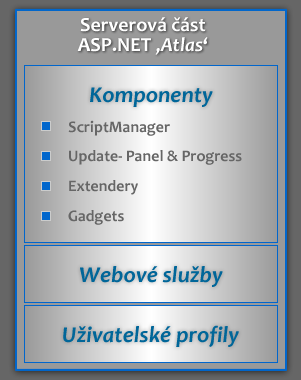 Serverová část
ASP.NET ‚Atlas‘
Komponenty
ScriptManager
Update- Panel & Progress
Extendery
Gadgets
Webové služby
Uživatelské profily